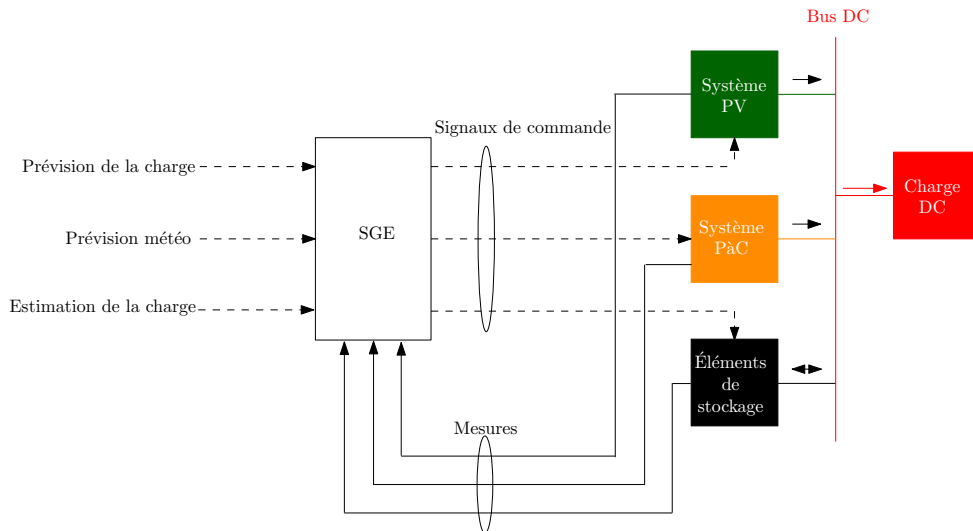 Bus DC
Système
PV
Signaux de commande
Prévision de la charge
Charge
DC
SGE
Système
PàC
Prévision météo
Estimation de la charge
Éléments
de
stockage
Mesures